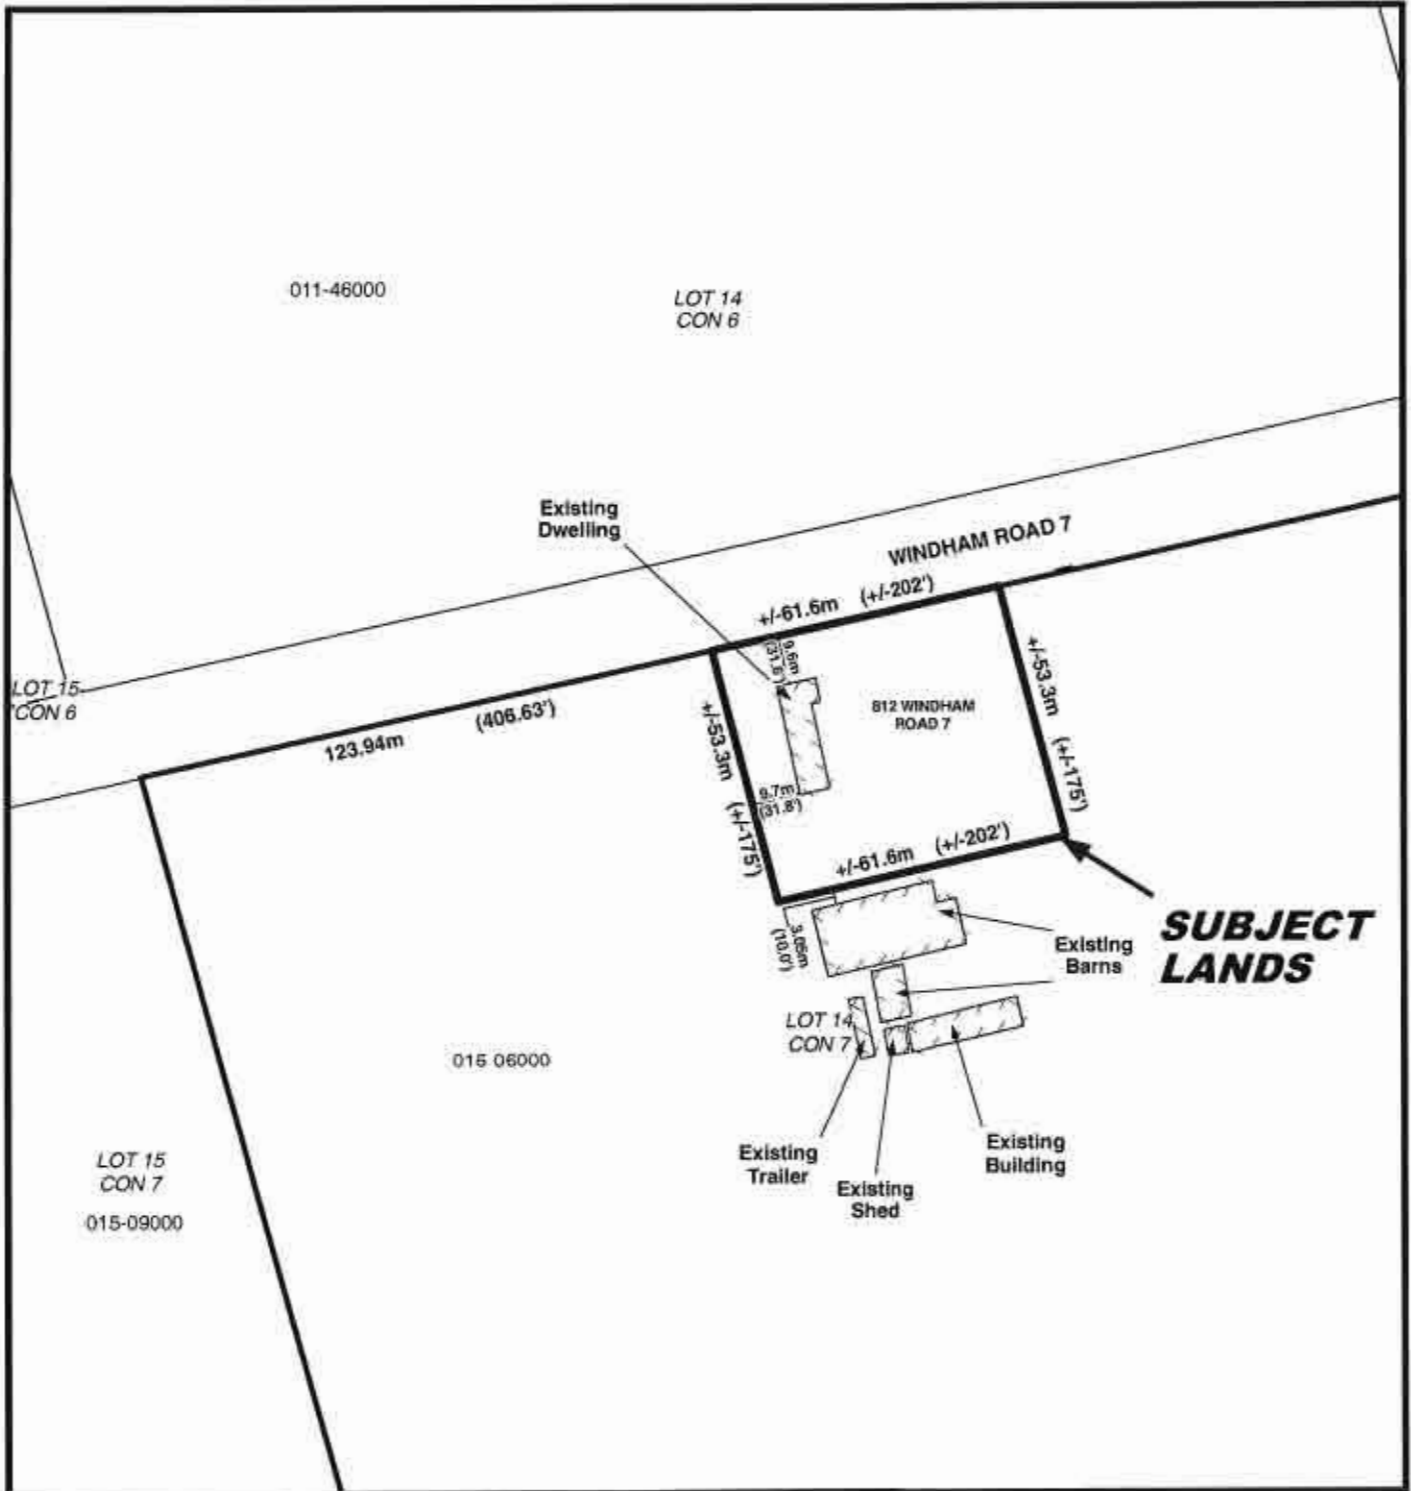 011-46000
LOT 14
CON 6
Existing
Dwelling
WINDHAM ROAD 7
+/-61.6m (+/-202')
9.6m
(31.6')
LOT 15
CON 6
123.94m (406.63')
812 WINDHAM
ROAD 7
+/-53.3m (+/-175')
+/-53.3m (+/-175')
9.7m
(31.8')
+/-61.6m (+/-202')
SUBJECT
LANDS
Existing
Barns
3.05m
(10.0')
LOT 14
CON 7
015 06000
Existing
Trailer
Existing
Shed
Existing
Building
LOT 15
CON 7
015-09000